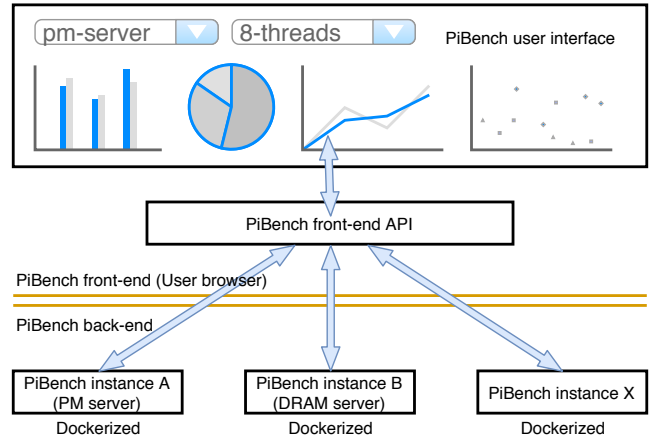 pm-server
8-threads
PiBench user interface
PiBench front-end API
PiBench front-end (User browser)
PiBench back-end
PiBench instance A
(PM server)
PiBench instance B
(DRAM server)
PiBench instance X
Dockerized
Dockerized
Dockerized